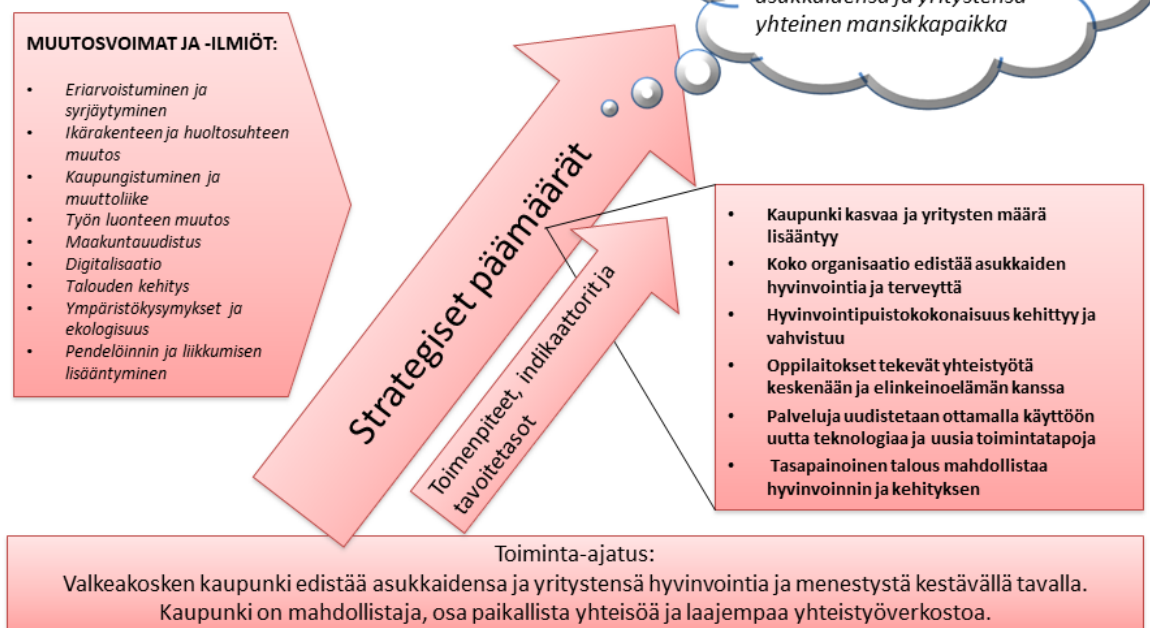 asukkaidensa ja yritystensä
yhteinen mansikkapaikka
MUUTOSVOIMAT JA -ILMIÖT:
• Eriarvoistuminen ja
syrjäytyminen
• Ikärakenteen ja huoltosuhteen
muutos
• Kaupungistuminen ja
muuttoliike
• Työn luonteen muutos
• Maakuntauudistus
• Digitalisaatio
• Talouden kehitys
• Ympäristökysymykset ja
ekologisuus
• Pendelöinnin ja liikkumisen
lisääntyminen
Strategiset päämäärät
Toimenpiteet, indikaattorit ja
tavoitetasot
• Kaupunki kasvaa ja yritysten määrä
lisääntyy
• Koko organisaatio edistää asukkaiden
hyvinvointia ja terveyttä
• Hyvinvointipuistokokonaisuus kehittyy ja
vahvistuu
• Oppilaitokset tekevät yhteistyötä
keskenään ja elinkeinoelämän kanssa
• Palveluja uudistetaan ottamalla käyttöön
uutta teknologiaa ja uusia toimintatapoja
• Tasapainoinen talous mahdollistaa
hyvinvoinnin ja kehityksen
Toiminta-ajatus:
Valkeakosken kaupunki edistää asukkaidensa ja yritystensä hyvinvointia ja menestystä kestävällä tavalla.
Kaupunki on mahdollistaja, osa paikallista yhteisöä ja laajempaa yhteistyöverkostoa.